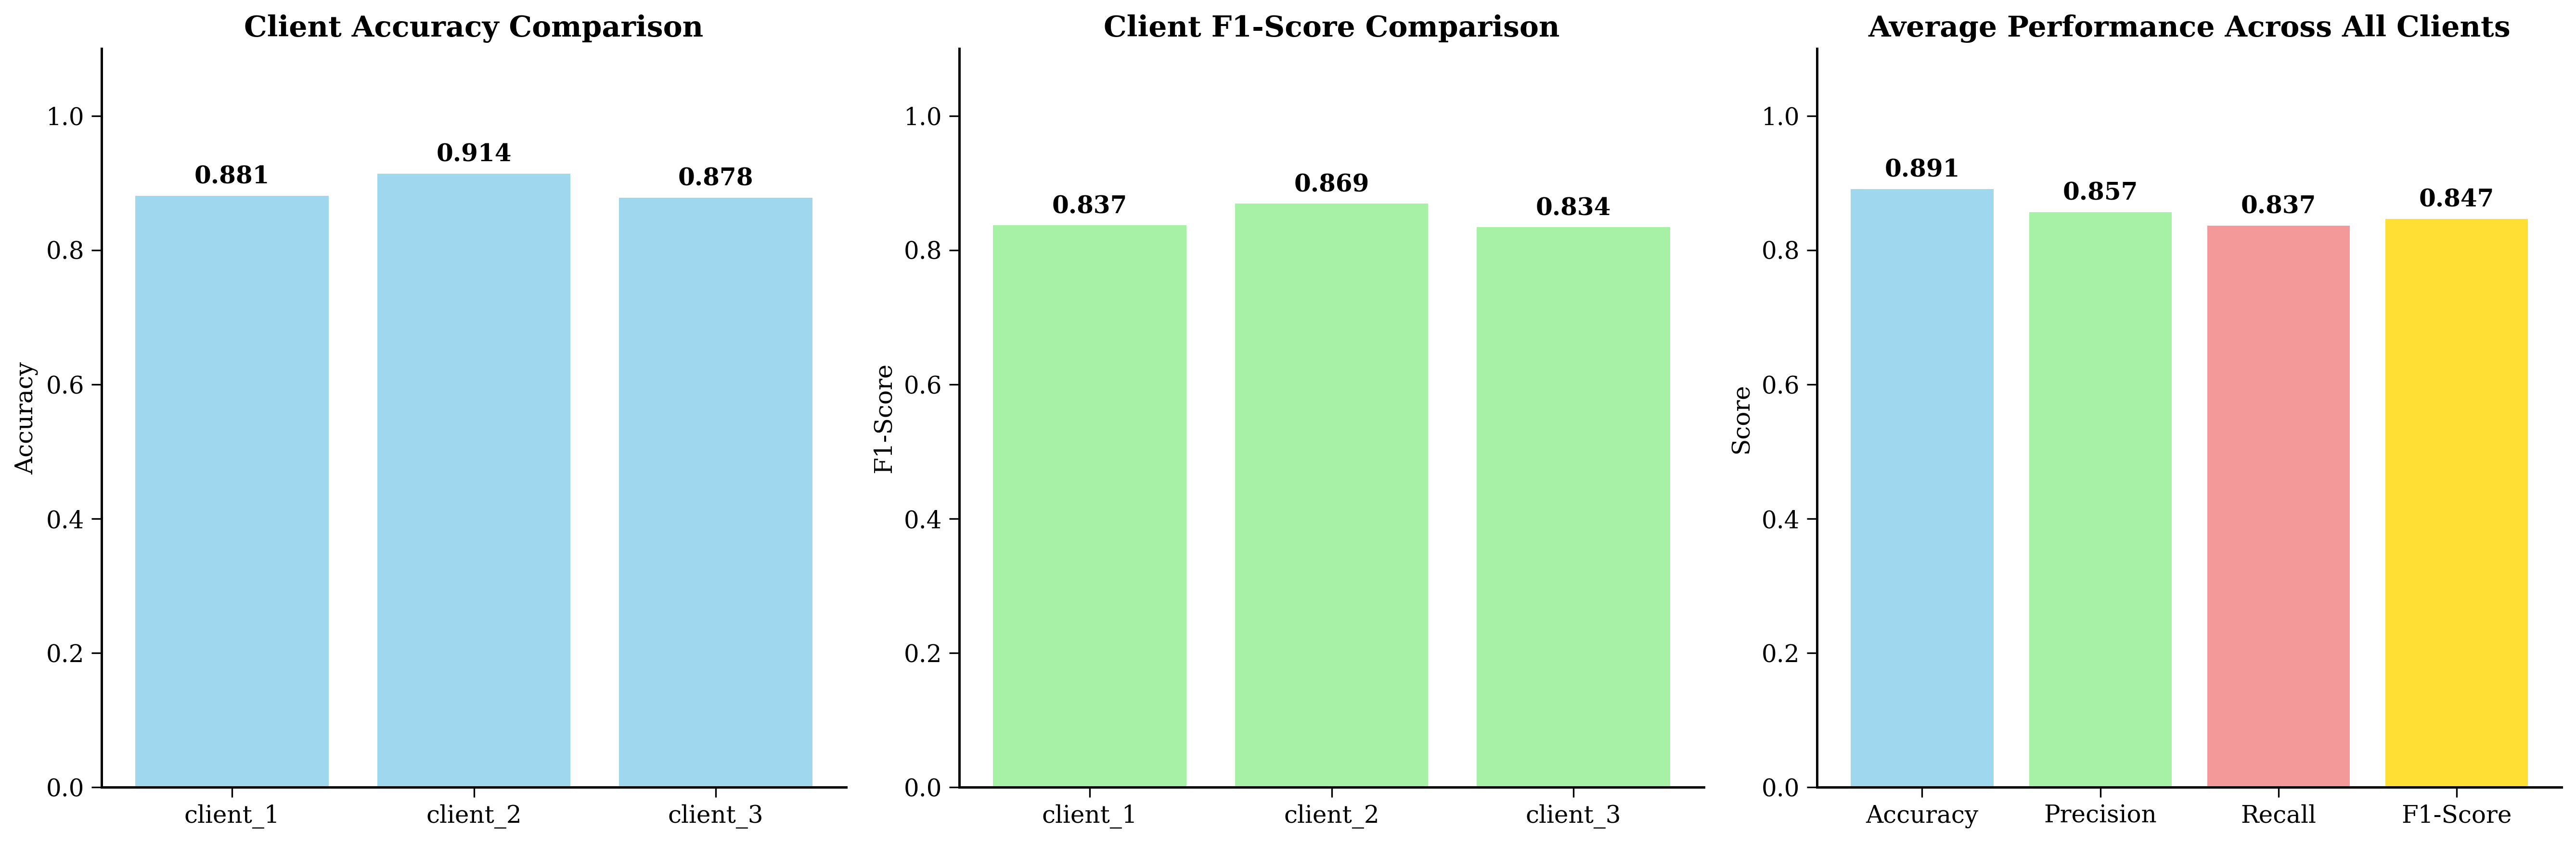 Client Accuracy Comparison
Accuracy
1.0
0.8
0.6
0.4
0.2
0.0
0.881
0.914
0.878
client_1
client_2
client_3
Client F1-Score Comparison
F1-Score
1.0
0.8
0.6
0.4
0.2
0.0
0.837
0.869
0.834
client_1
client_2
client_3
Average Performance Across All Clients
Score
1.0
0.8
0.6
0.4
0.2
0.0
0.891
0.857
0.837
0.847
Accuracy
Precision
Recall
F1-Score